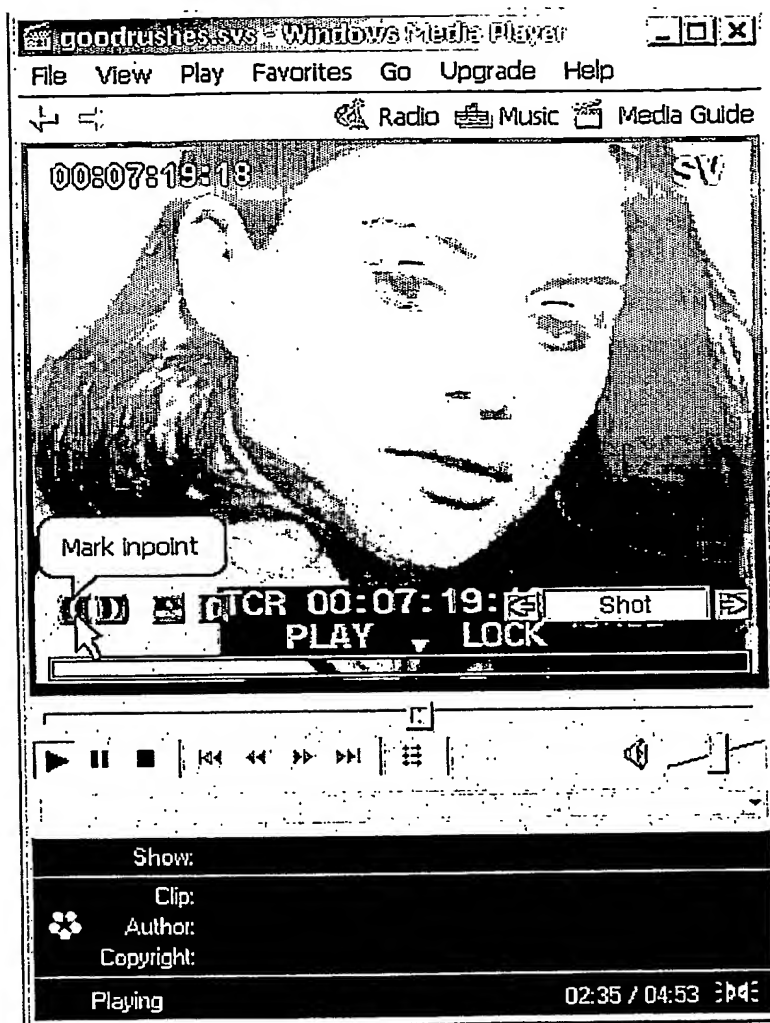 goodrushes.svs - Windows Media Player
File View Play Favorites Go Upgrade Help
Radio Music Media Guide
00:07:19:18
SV
Mark inpoint
TCR 00:07:19: Shot
PLAY LOCK
Show:
Clip:
Author:
Copyright:
Playing 02:35 / 04:53